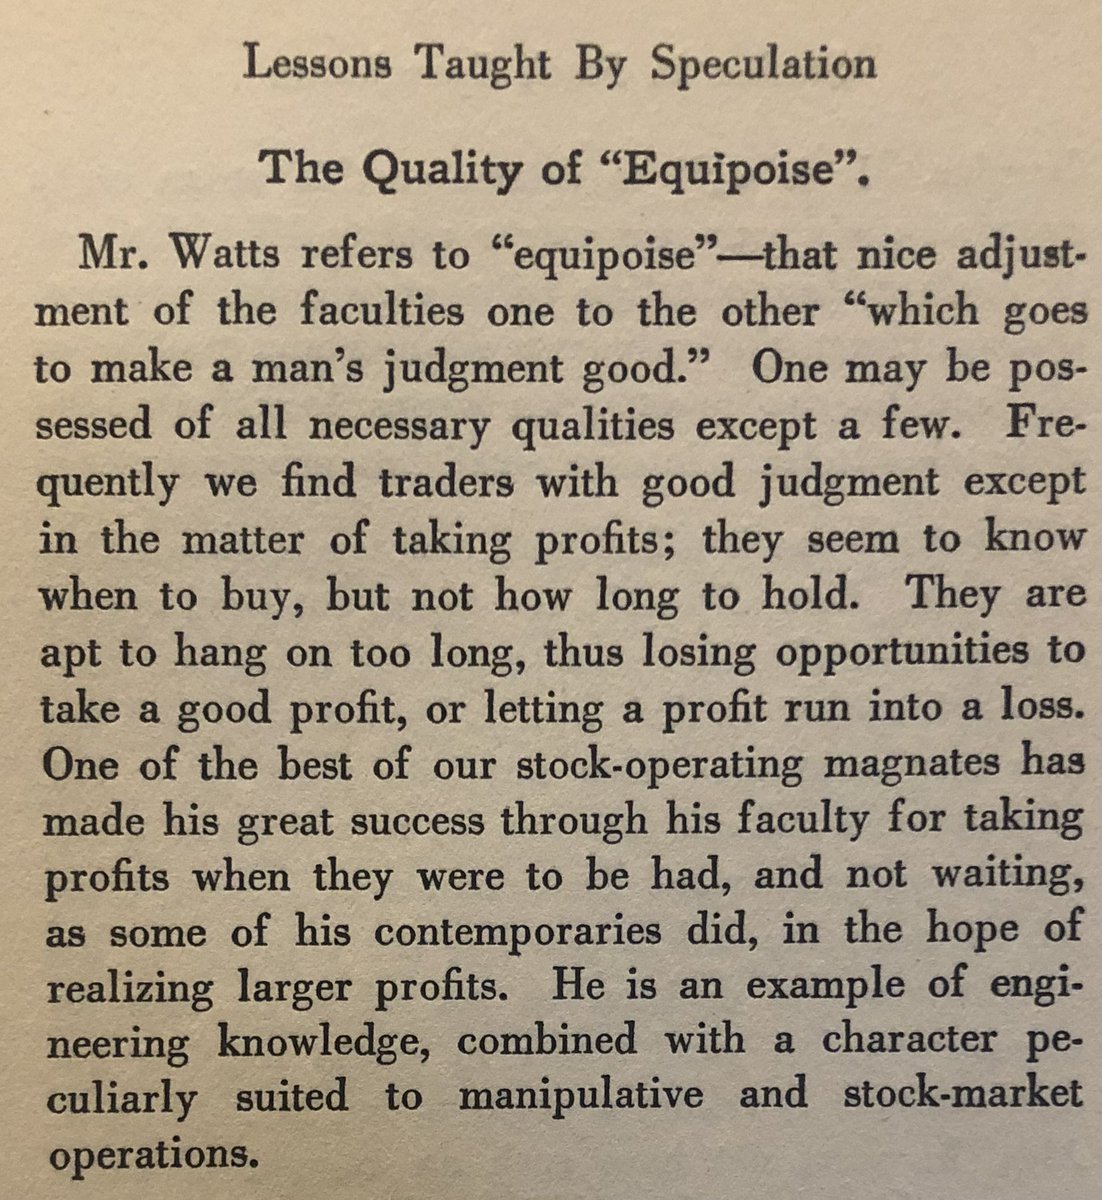 Lessons Taught By Speculation
The Quality of “Equipoise”.
Mr. Watts refers to “equipoise”—that nice adjust-
ment of the faculties one to the other “which goes
to make a man’s judgment good.” One may be pos-
sessed of all necessary qualities except a few. Fre-
quently we find traders with good judgment except
in the matter of taking profits; they seem to know
when to buy, but not how long to hold. They are
apt to hang on too long, thus losing opportunities to
take a good profit, or letting a profit run into a loss.
One of the best of our stock-operating magnates has
made his great success through his faculty for taking
profits when they were to be had, and not waiting,
as some of his contemporaries did, in the hope of
realizing larger profits. He is an example of engi-
neering knowledge, combined with a character pe-
culiarly suited to manipulative and stock-market
operations.